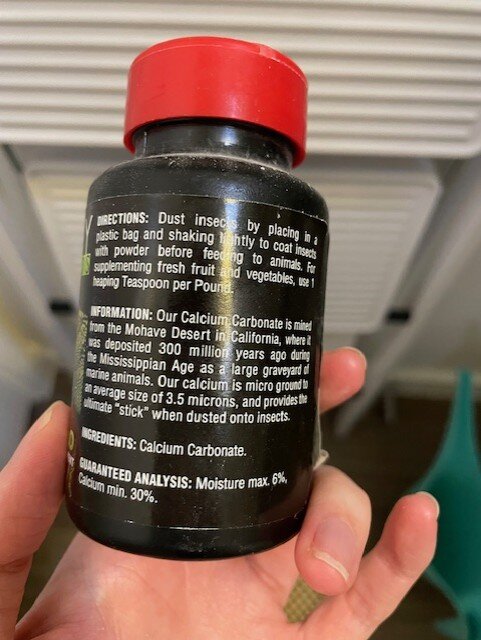 DIRECTIONS: Dust insects by placing in a
plastic bag and shaking lightly to coat insects
with powder before feeding to animals. For
supplementing fresh fruit and vegetables, use 1
heaping Teaspoon per Pound.
INFORMATION: Our Calcium Carbonate is mined
from the Mohave Desert in California, where it
was deposited 300 million years ago during
the Mississippian Age as a large graveyard of
marine animals. Our calcium is micro ground to
an average size of 3.5 microns, and provides the
ultimate "stick" when dusted onto insects.
INGREDIENTS: Calcium Carbonate.
GUARANTEED ANALYSIS: Moisture max. 6%,
Calcium min. 30%.